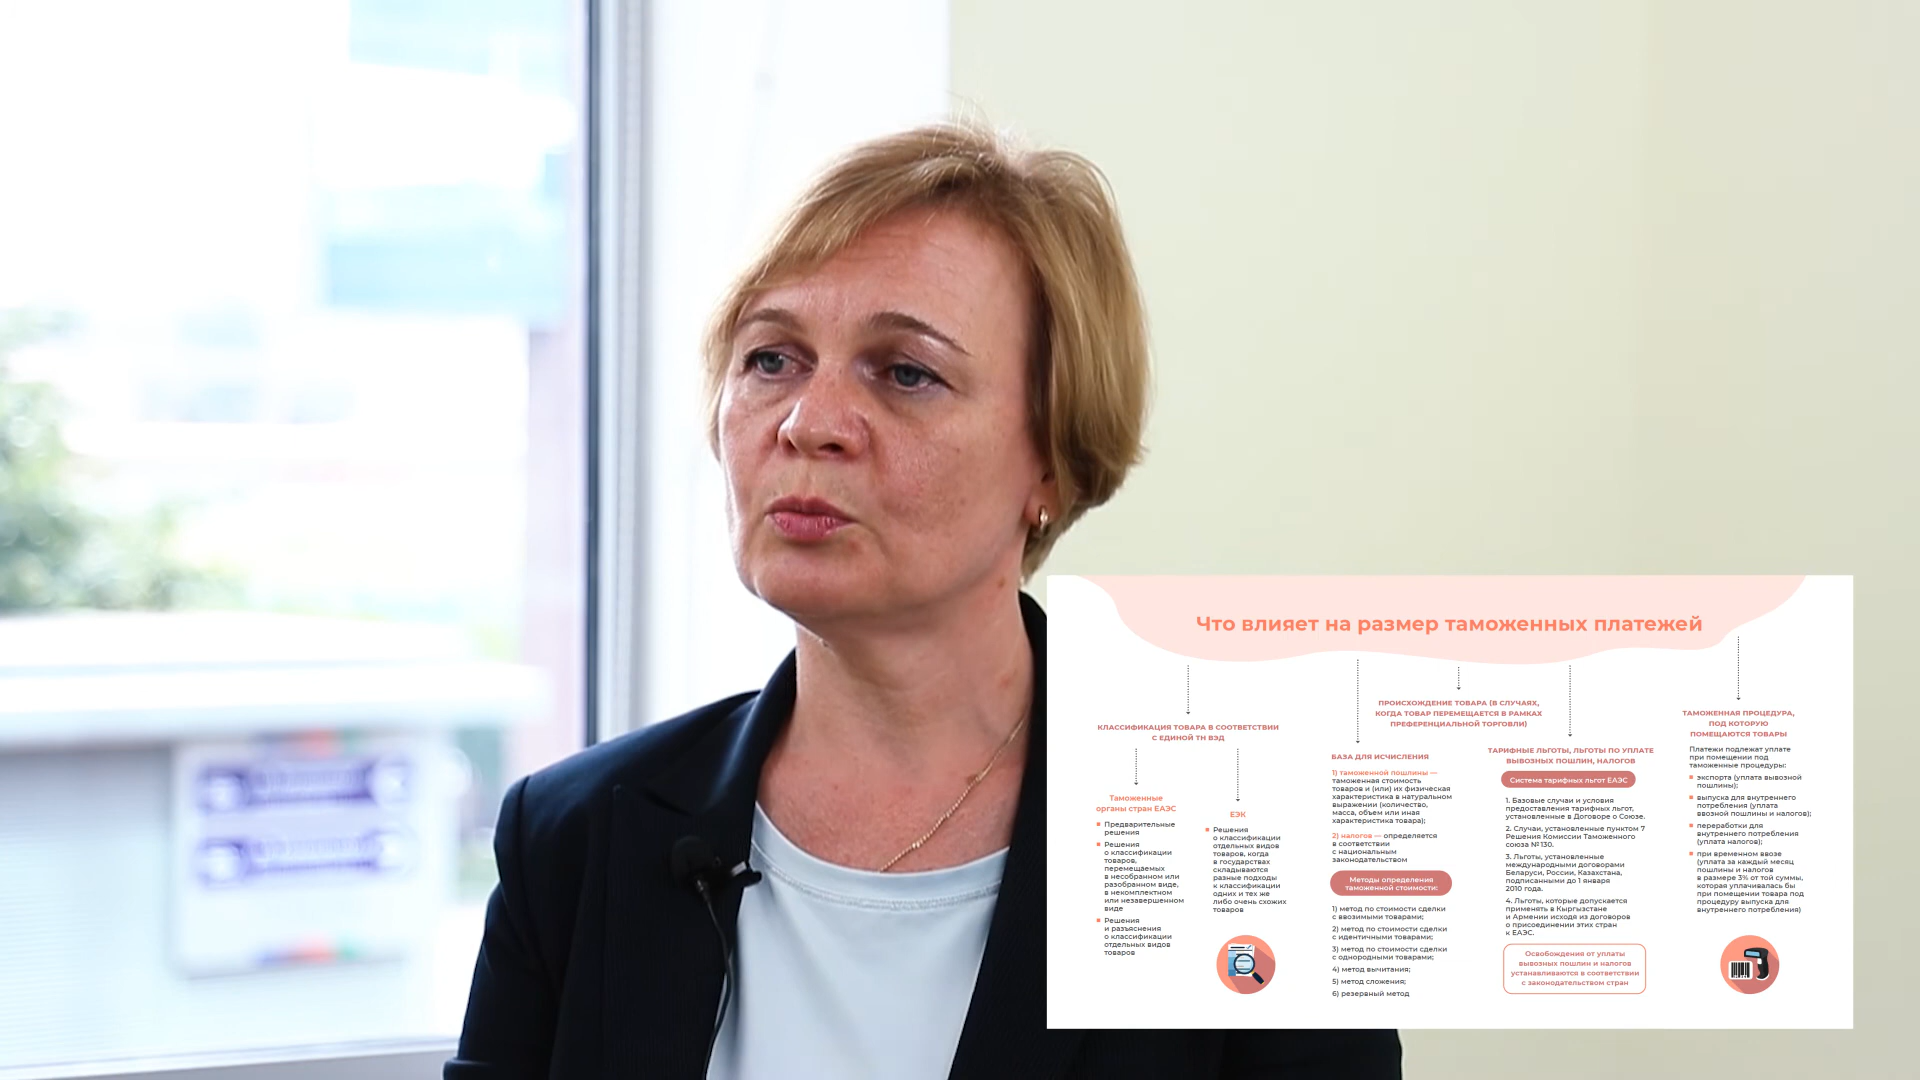 Что влияет на размер таможенных платежей
КЛАССИФИКАЦИЯ ТОВАРА В СООТВЕТСТВИИ
С ЕДИНОЙ ТН ВЭД
Таможенные
органы стран ЕАЭС
Предварительные
решения
Решения
о классификации
товаров,
перемещаемых
в несобранном или
разобранном виде,
в некомплектном
или незавершенном
виде
Решения
и разъяснения
о классификации
отдельных видов
товаров
ЕЭК
Решения
о классификации
отдельных видов
товаров, когда
в государствах
складываются
разные подходы
к классификации
одних и тех же
либо очень схожих
товаров
ПРОИСХОЖДЕНИЕ ТОВАРА (В СЛУЧАЯХ,
КОГДА ТОВАР ПЕРЕМЕЩАЕТСЯ В РАМКАХ
ПРЕФЕРЕНЦИАЛЬНОЙ ТОРГОВЛИ)
БАЗА ДЛЯ ИСЧИСЛЕНИЯ
1) таможенной пошлины —
таможенная стоимость
товаров и (или) их физическая
характеристика в натуральном
выражении (количество,
масса, объем или иная
характеристика товара);
2) налогов — определяется
в соответствии
с национальным
законодательством
Методы определения
таможенной стоимости:
1) метод по стоимости сделки
с ввозимыми товарами;
2) метод по стоимости сделки
с идентичными товарами;
3) метод по стоимости сделки
с однородными товарами;
4) метод вычитания;
5) метод сложения;
6) резервный метод
ТАРИФНЫЕ ЛЬГОТЫ, ЛЬГОТЫ ПО УПЛАТЕ
ВЫВОЗНЫХ ПОШЛИН, НАЛОГОВ
Система тарифных льгот ЕАЭС
1. Базовые случаи и условия
предоставления тарифных льгот,
установленные в Договоре о Союзе.
2. Случаи, установленные пунктом 7
Решения Комиссии Таможенного
союза №130.
3. Льготы, установленные
международными договорами
Беларуси, России, Казахстана,
подписанными до 1 января
2010 года.
4. Льготы, которые допускается
применять в Кыргызстане
и Армении исходя из договоров
о присоединении этих стран
к ЕАЭС.
Освобождения от уплаты
вывозных пошлин и налогов
устанавливаются в соответствии
с законодательством стран
ТАМОЖЕННАЯ ПРОЦЕДУРА,
ПОД КОТОРУЮ
ПОМЕЩАЮТСЯ ТОВАРЫ
Платежи подлежат уплате
при помещении под
таможенные процедуры:
экспорта (уплата вывозной
пошлины);
выпуска для внутреннего
потребления (уплата
ввозной пошлины и налогов);
переработки для
внутреннего потребления
(уплата налогов);
при временном ввозе
(уплата за каждый месяц
пошлины и налогов
в размере 3% от той суммы,
которая уплачивалась бы
при помещении товара под
процедуру выпуска для
внутреннего потребления)